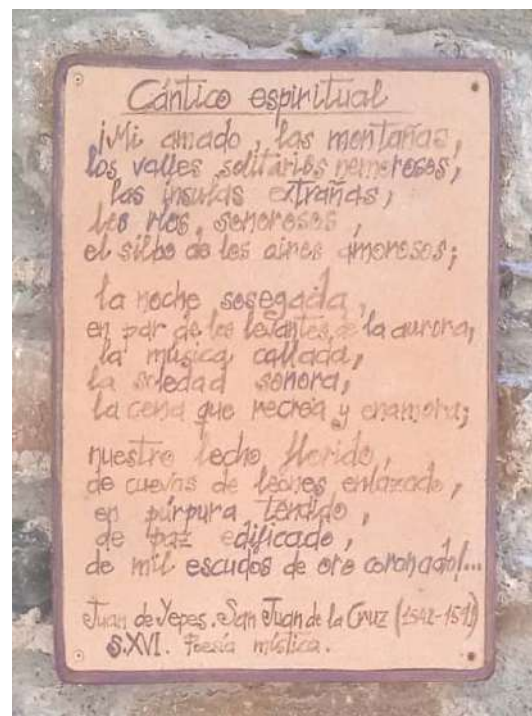 Cántico espiritual
¡Mi amado, las montañas,
los valles solitarios nemorosos,
las ínsulas extrañas,
los ríos, sonorosos,
el silbo de los aires amorosos;
la noche sosegada,
en par de los levantes de la aurora,
la música callada,
la soledad sonora,
la cena que recrea y enamora;
nuestro lecho florido,
de cuevas de leones enlazado,
en púrpura tendido,
de paz edificado,
de mil escudos de oro coronado!...
Juan de Yepes. San Juan de la Cruz (1542-1591)
S.XVI. Poesía mística.